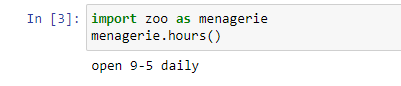 In [3]: import zoo as menagerie
menagerie.hours()
open 9-5 daily